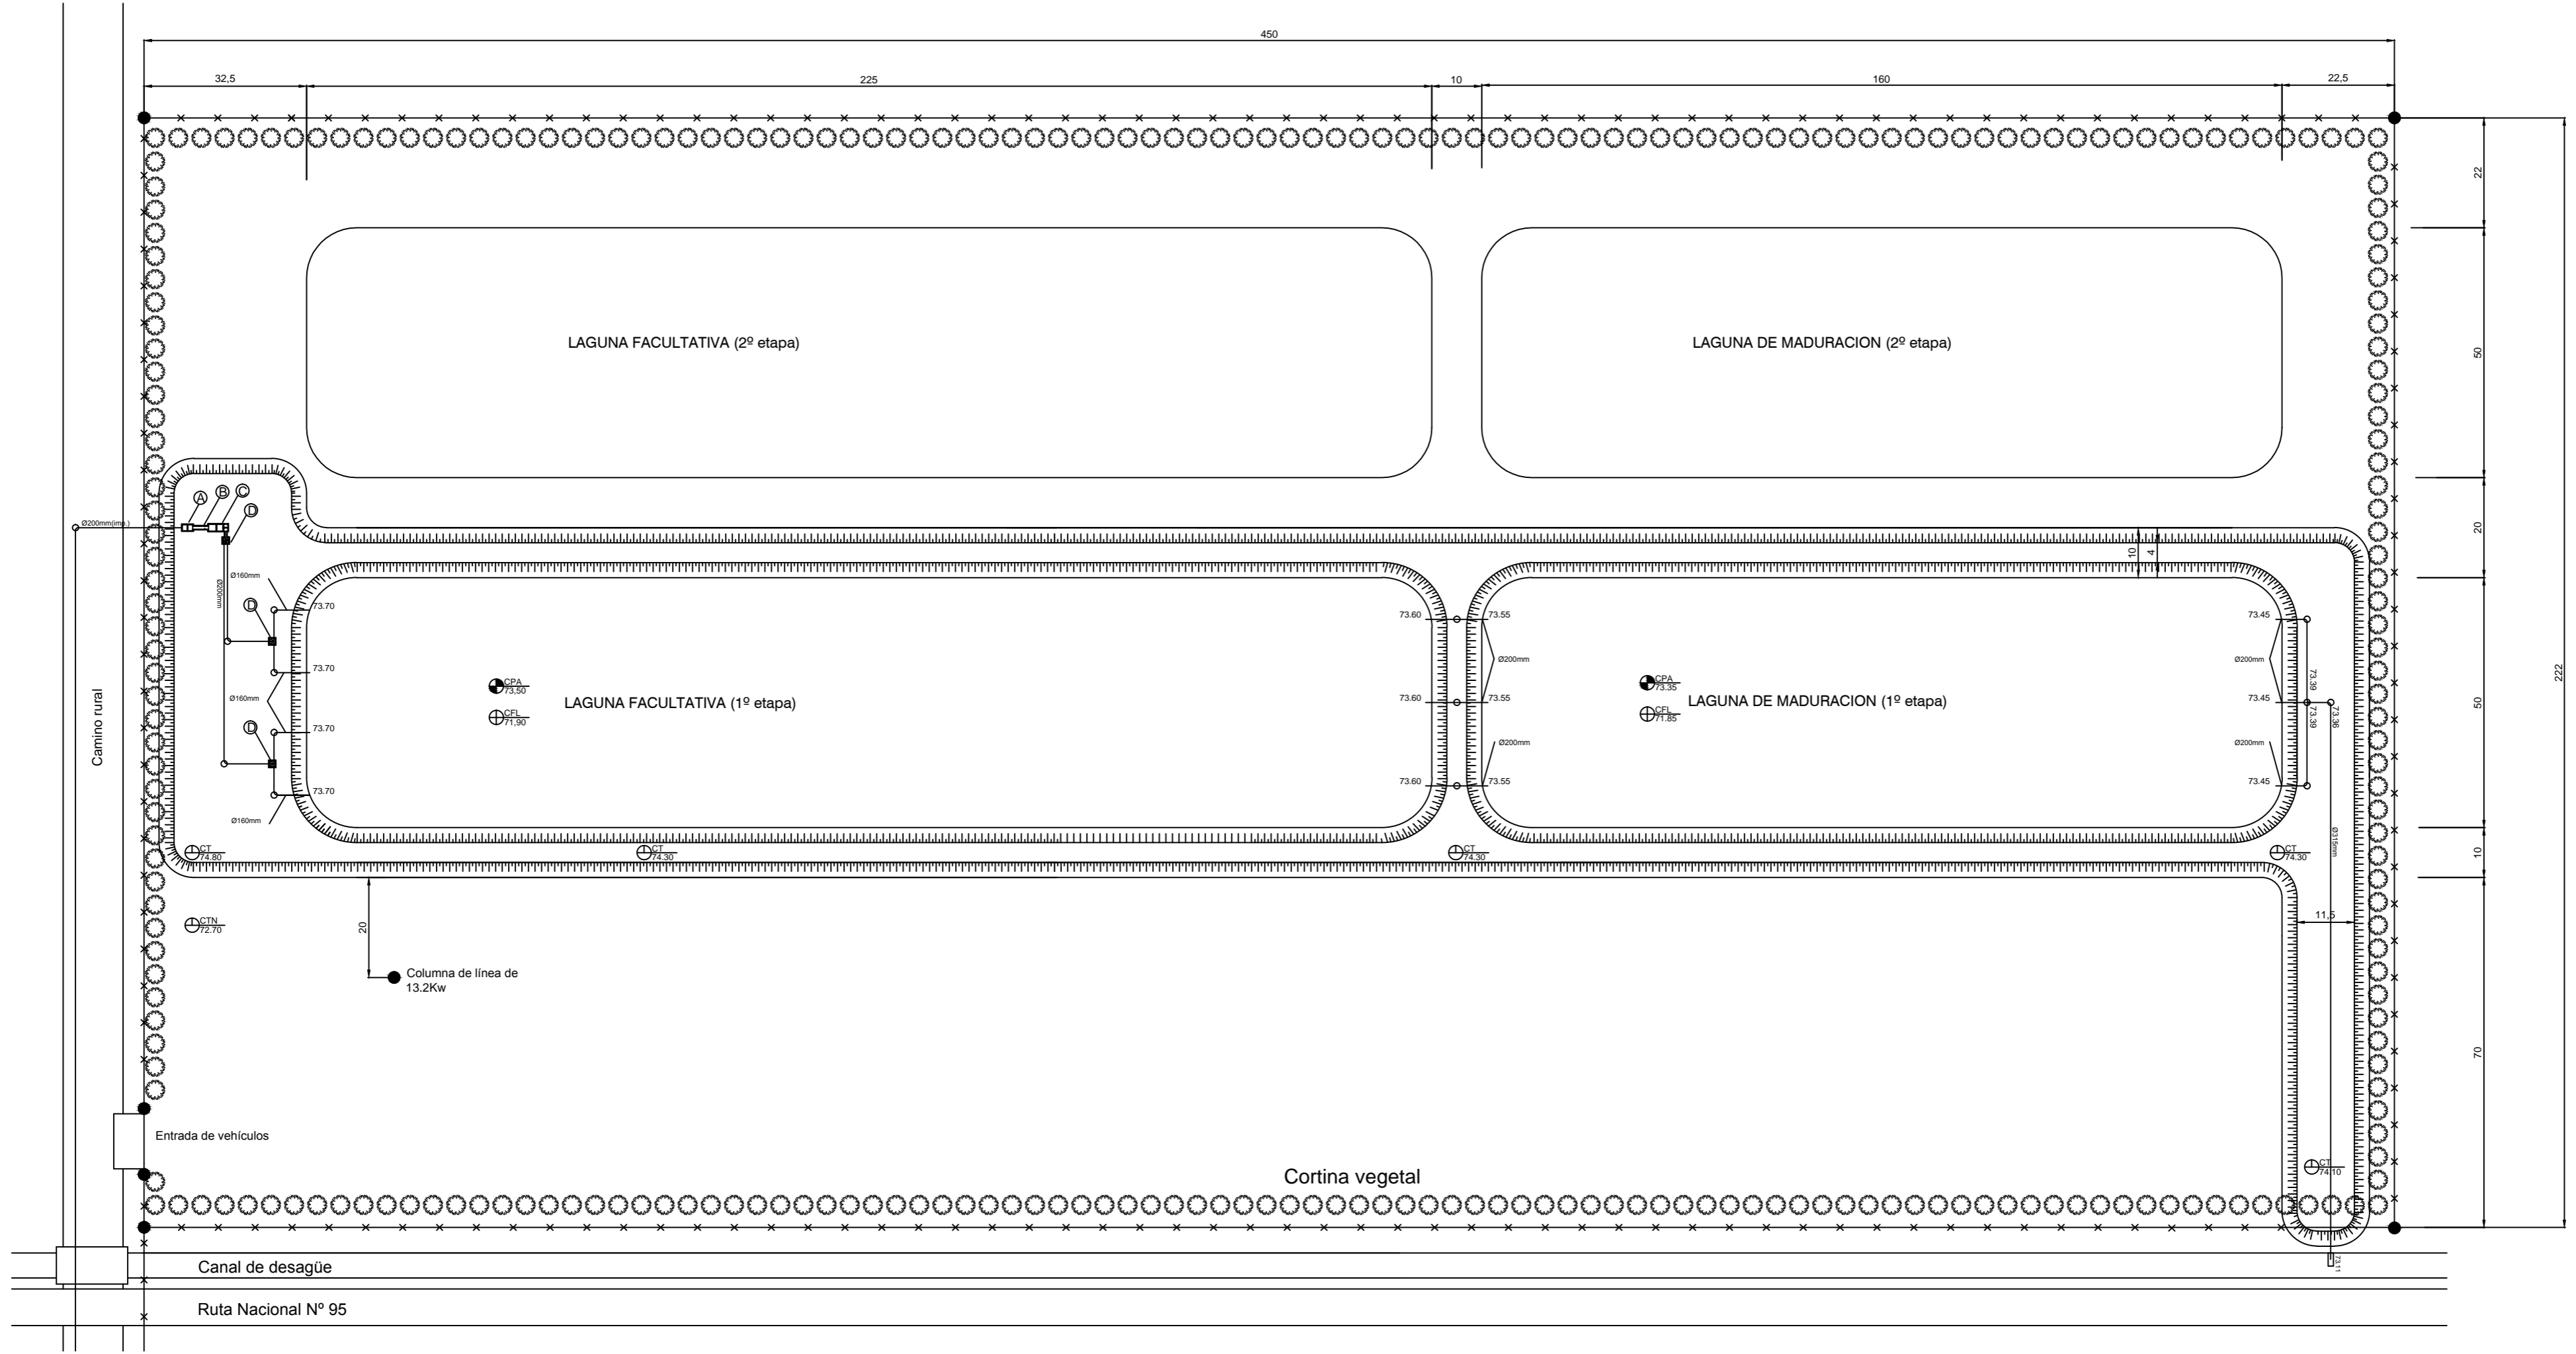 450
32,5
225
10
160
22,5
22
LAGUNA FACULTATIVA (2º etapa)
LAGUNA DE MADURACION (2º etapa)
50
A
B
C
D
Ø200mm(imp.)
20
10
4
Ø160mm
Ø200mm
D
73.70
73.60
73.55
73.45
Ø200mm
Ø200mm
222
73.70
CPA
73,50
CPA
73.35
73.39
Ø160mm
LAGUNA FACULTATIVA (1º etapa)
LAGUNA DE MADURACION (1º etapa)
73.60
73.55
73.45
50
CFL
71,90
CFL
71.85
73.39
73.36
Camino rural
D
73.70
Ø200mm
Ø200mm
73.60
73.55
73.45
73.70
Ø160mm
Ø315mm
CT
74.80
CT
74.30
CT
74.30
CT
74.30
10
CTN
72.70
20
11,5
Columna de línea de
13.2Kw
70
Entrada de vehículos
Cortina vegetal
CT
74.10
Canal de desagüe
73.11
Ruta Nacional Nº 95